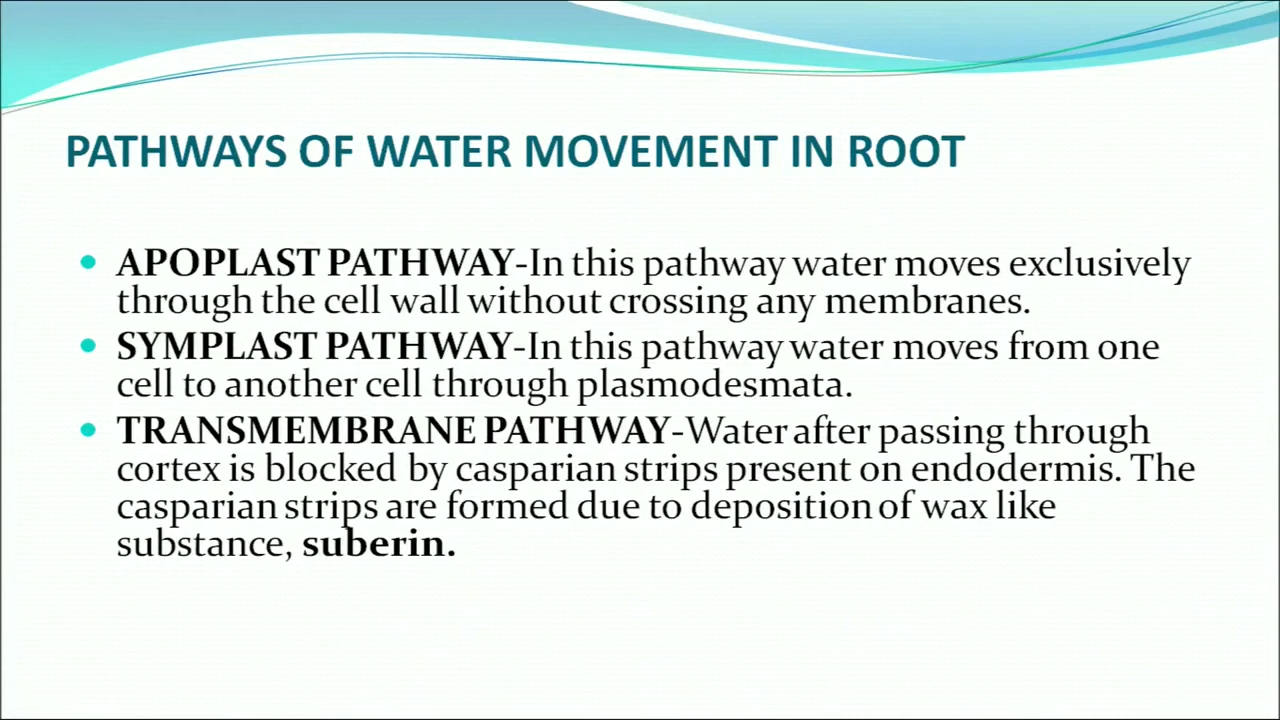 PATHWAYS OF WATER MOVEMENT IN ROOT
• APOPLAST PATHWAY-In this pathway water moves exclusively
through the cell wall without crossing any membranes.
• SYMPLAST PATHWAY-In this pathway water moves from one
cell to another cell through plasmodesmata.
• TRANSMEMBRANE PATHWAY-Water after passing through
cortex is blocked by casparian strips present on endodermis. The
casparian strips are formed due to deposition of wax like
substance, suberin.